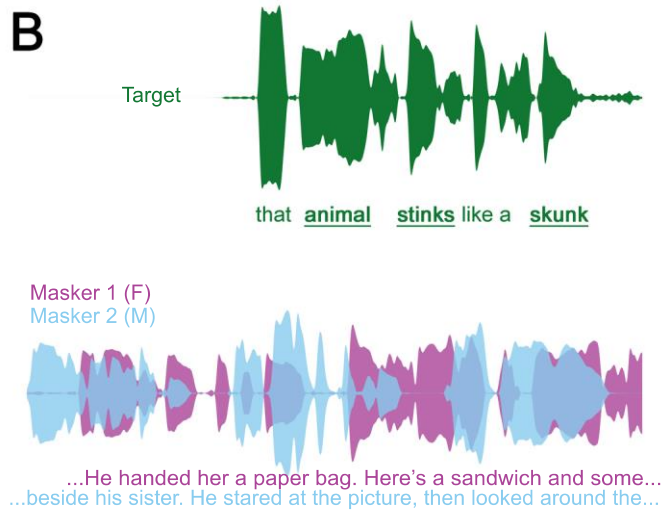 B
Target
that animal stinks like a skunk
Masker 1 (F)
Masker 2 (M)
...He handed her a paper bag. Here's a sandwich and some...
...beside his sister. He stared at the picture, then looked around the...